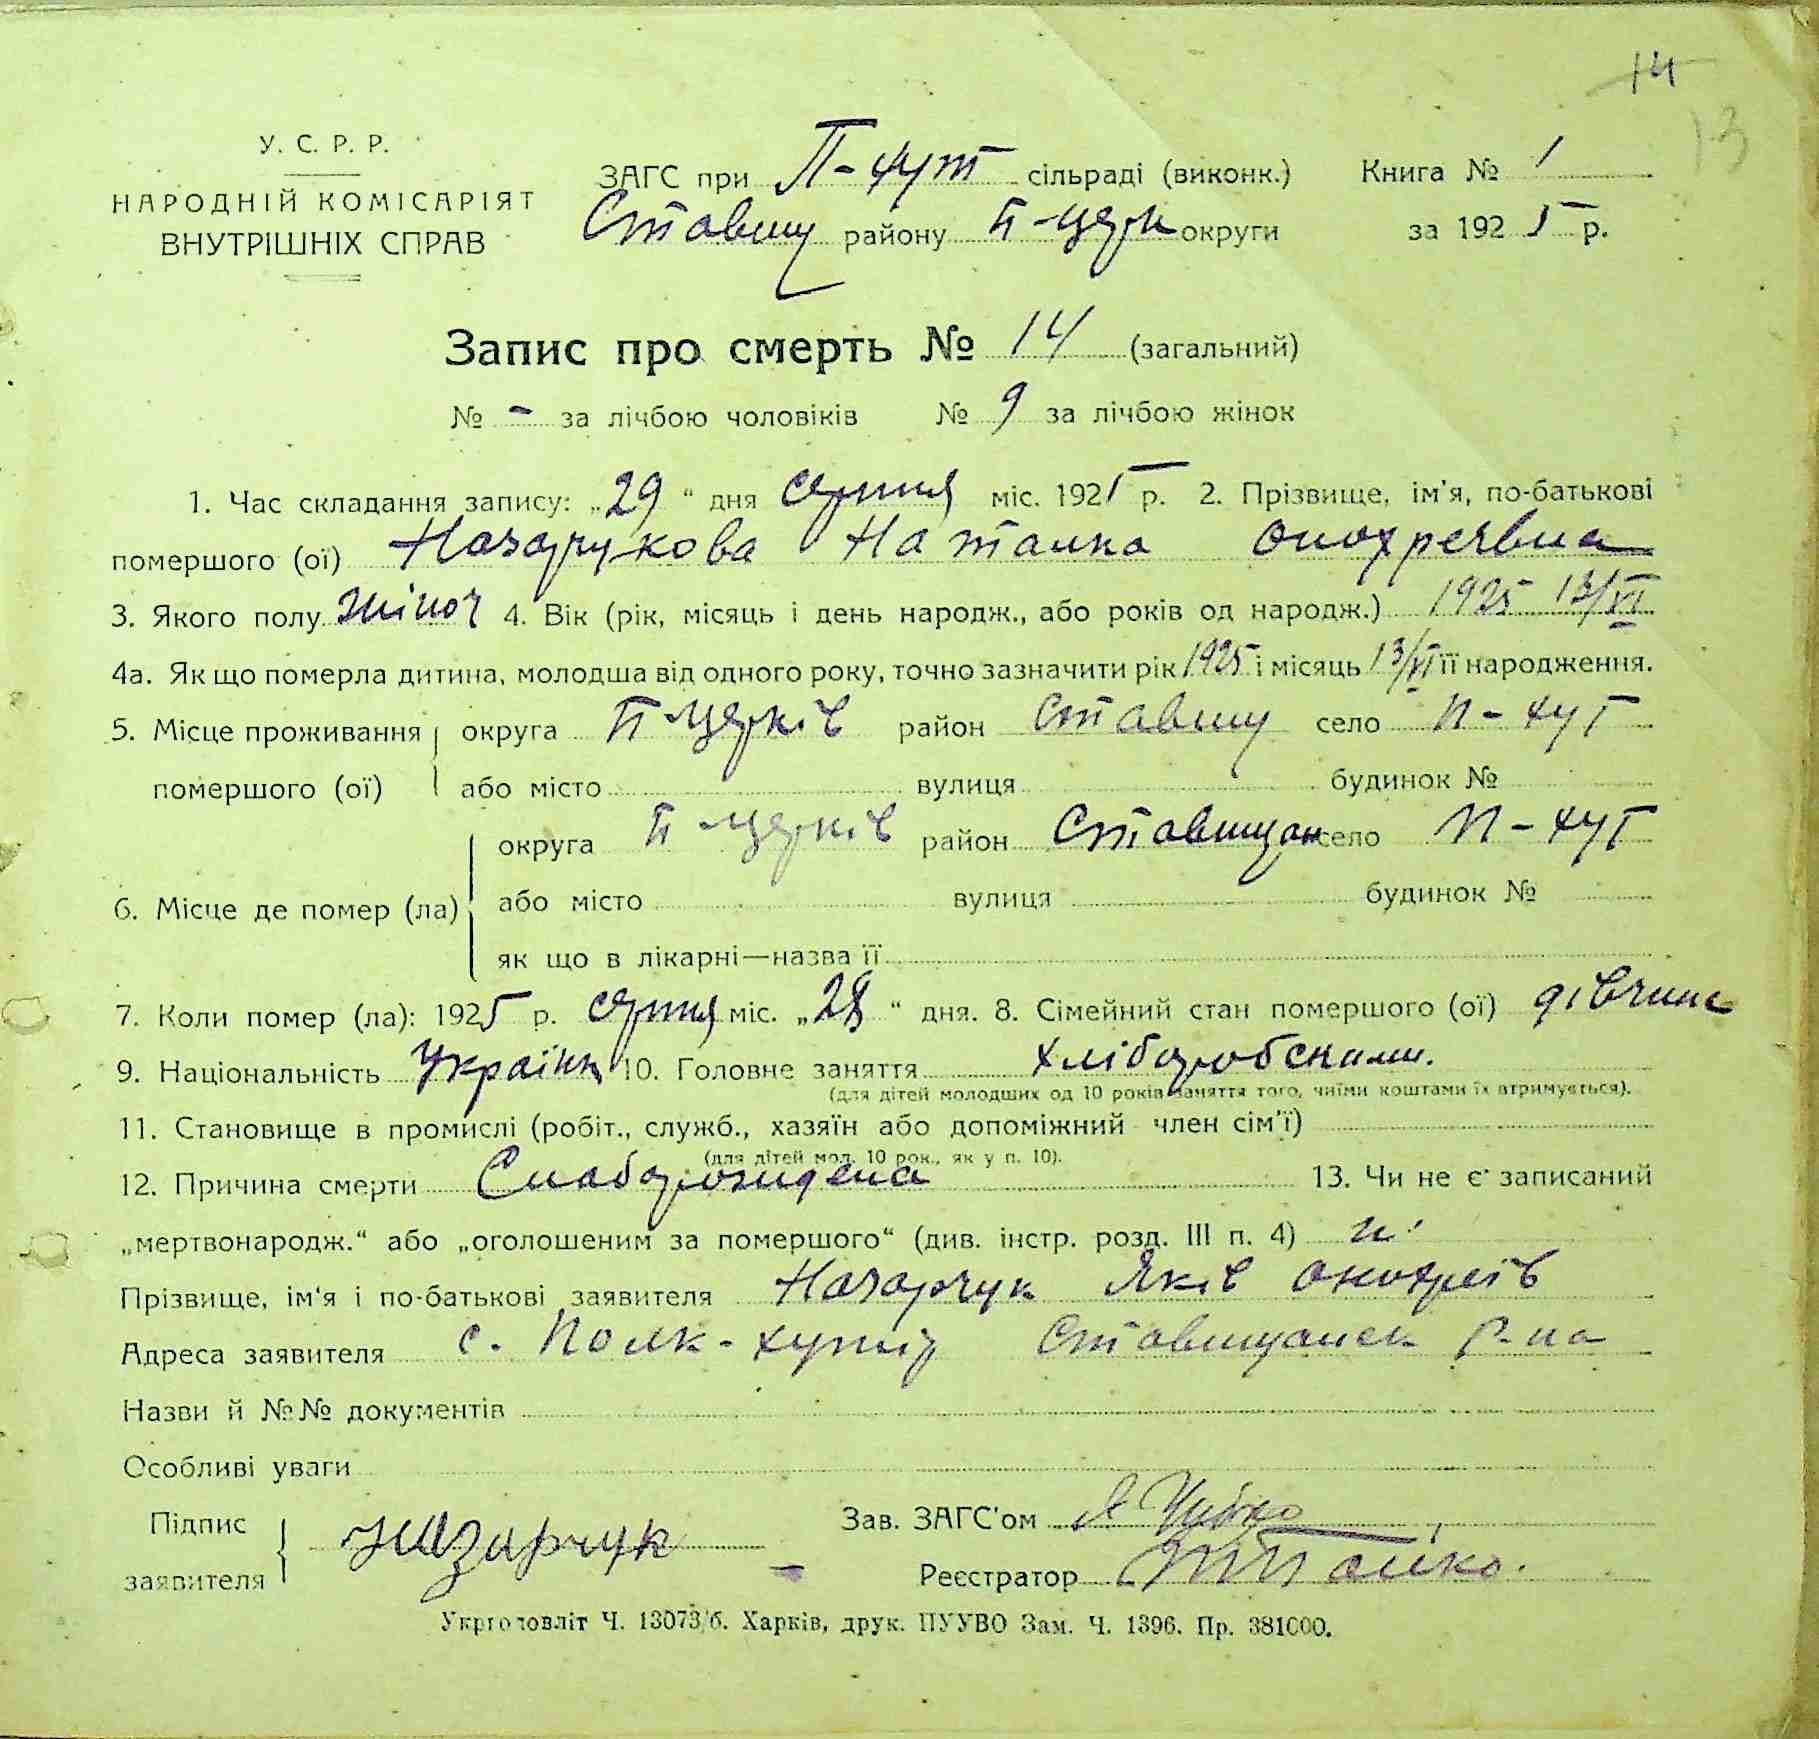 14
13
У. С. Р. Р.
НАРОДНІЙ КОМІСАРІЯТ
ВНУТРІШНІХ СПРАВ
ЗАГС при П-хут сільраді (виконк.) Книга № 1
Ставищ району Б-церк округи за 1925 р.
Запис про смерть № 14 (загальний)
№ - за лічбою чоловіків № 9 за лічбою жінок
1. Час складання запису: „29“ дня серпня міс. 1925 р. 2. Прізвище, ім'я, по-батькові
помершого (ої) Назарчукова Наталка Онохреєвна
3. Якого полу жіноч 4. Вік (рік, місяць і день народж., або років од народж.) 1925 13/VI
4а. Як що померла дитина, молодша від одного року, точно зазначити рік 1925 і місяць 13/VI її народження.
5. Місце проживання округа Б-церків район Ставищ село П-хут
помершого (ої) або місто вулиця будинок №
округа Б-церків район Ставищан село П-хут
6. Місце де помер (ла) або місто вулиця будинок №
як що в лікарні—назва її
7. Коли помер (ла): 1925 р. серпня міс. „28“ дня. 8. Сімейний стан помершого (ої) дівчина
9. Національність Україн 10. Головне заняття хліборобскими.
(для дітей молодших од 10 років заняття того, чиїми коштами їх втримується).
11. Становище в промислі (робіт., служб., хазяїн або допоміжний член сім'ї)
(для дітей мол. 10 рок., як у п. 10).
12. Причина смерти Слаборождена 13. Чи не є записаний
„мертвонародж.“ або „оголошеним за помершого“ (див. інстр. розд. III п. 4) н.
Прізвище, ім'я і по-батькові заявителя Назарчук Яків Онохреїв
Адреса заявителя с. Полк-хутір Ставищанск р-на
Назви й №№ документів
Особливі уваги
Підпис заявителя Назарчук
Зав. ЗАГС'ом
Реєстратор
Укрголовліт Ч. 13073/б. Харків, друк. ПУУВО Зам. Ч. 1396. Пр. 381000.